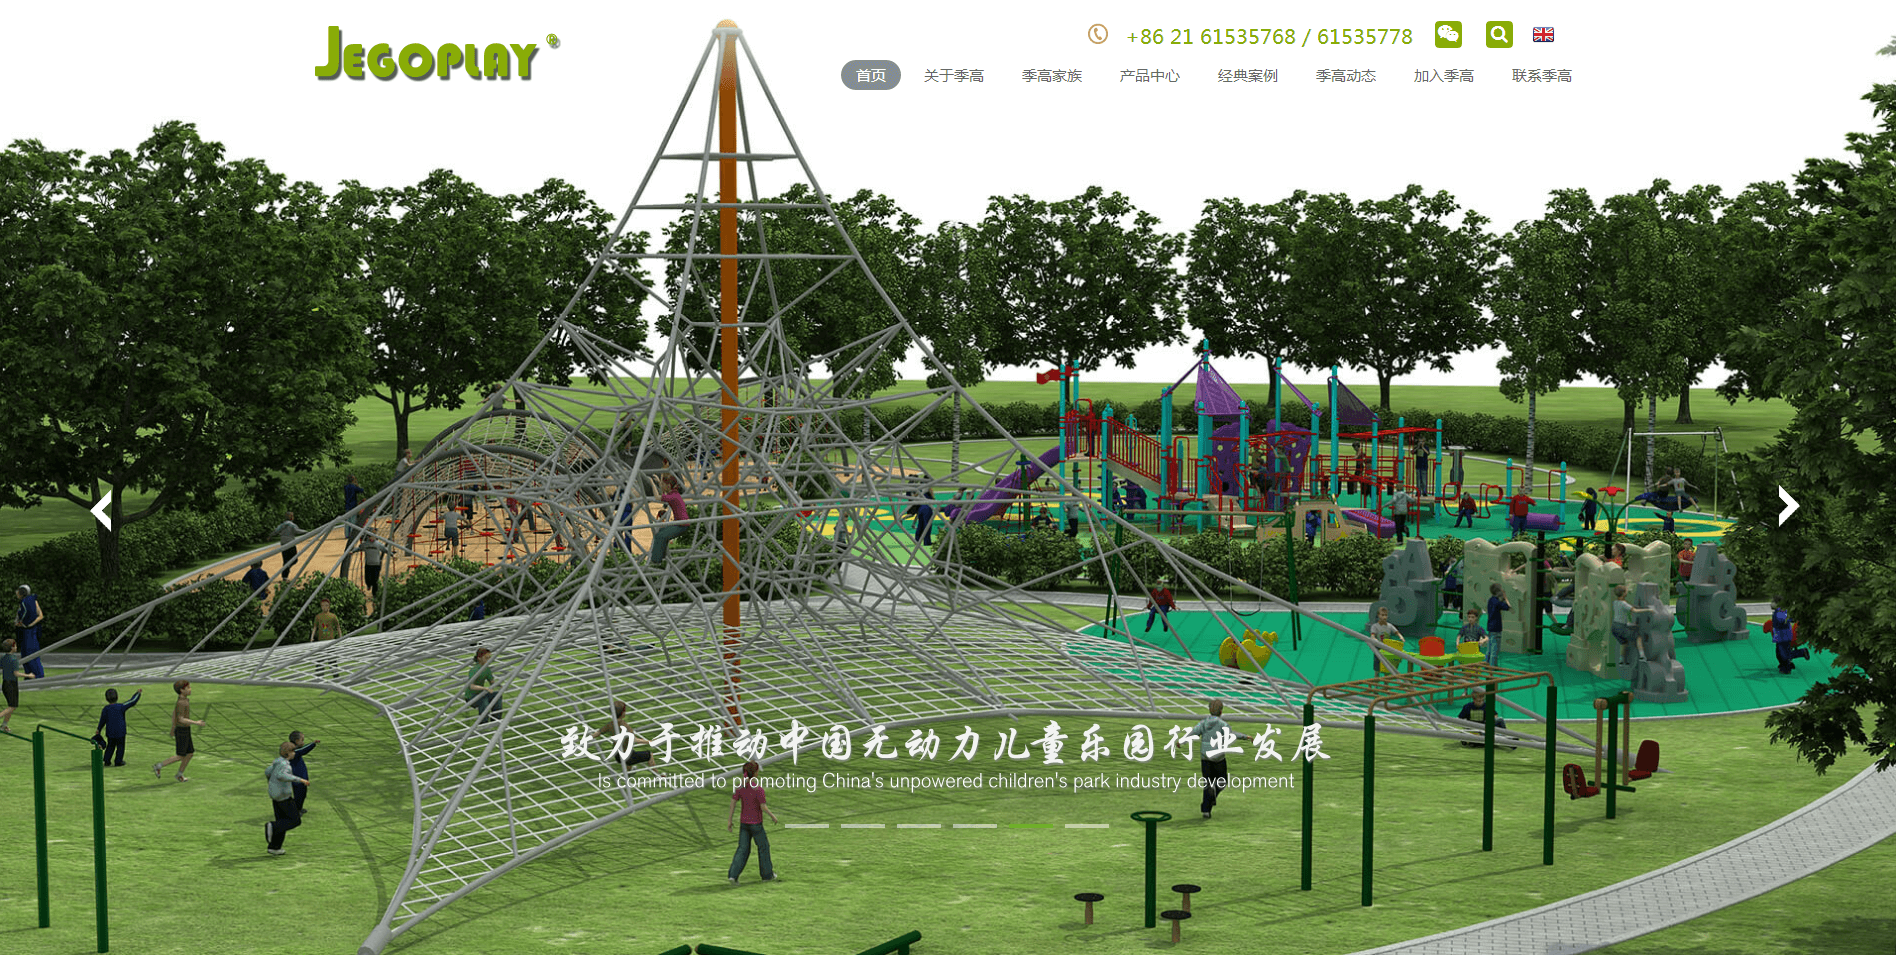 JEGOPLAY
+86 21 61535768 / 61535778
首页 关于季高 季高家族 产品中心 经典案例 季高动态 加入季高 联系季高
致力于推动中国无动力儿童乐园行业发展
Is committed to promoting China's unpowered children's park industry development